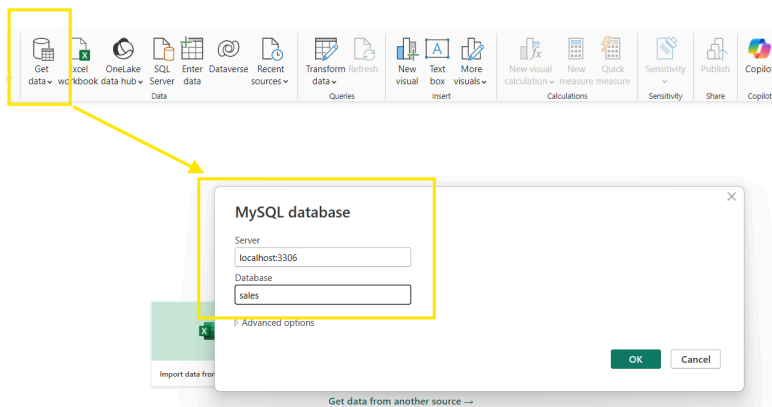 Get data
Excel workbook
OneLake data hub
SQL Server
Enter data
Dataverse
Recent sources
Transform data
Refresh
New visual
Text box
More visuals
New visual calculation
New measure
Quick measure
Sensitivity
Publish
Copilot
Data
Queries
Insert
Calculations
Sensitivity
Share
Copilot
MySQL database
Server
localhost:3306
Database
sales
Advanced options
OK
Cancel
Import data from
Get data from another source →